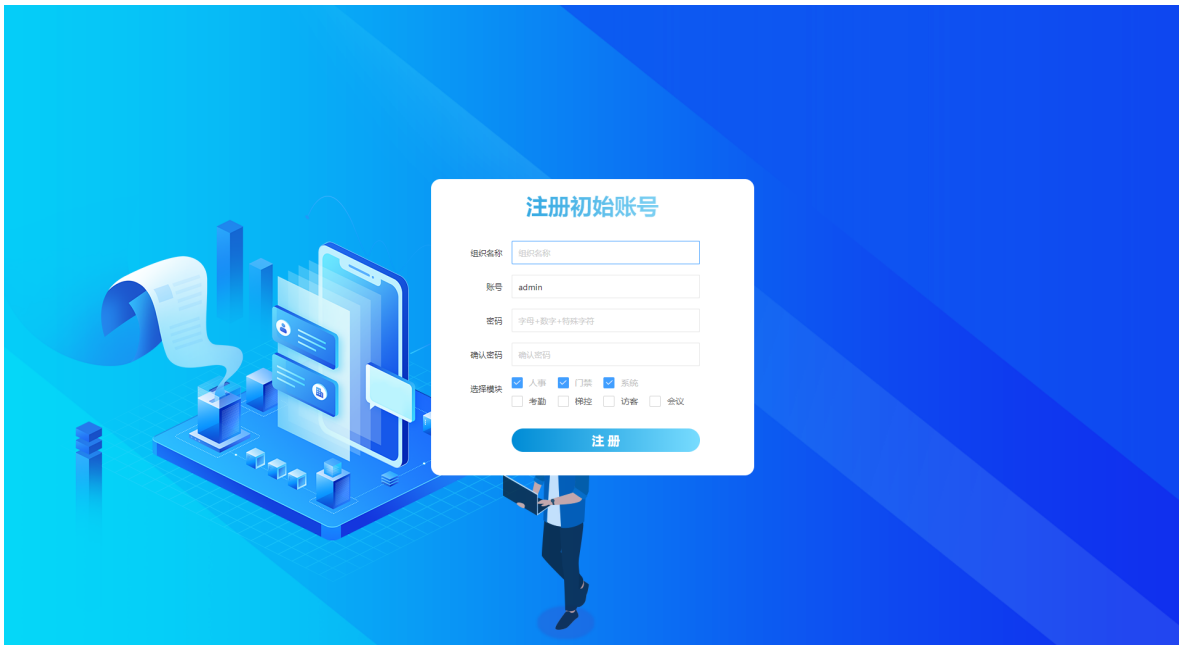 注册初始账号
组织名称 组织名称
账号 admin
密码 字母+数字+特殊字符
确认密码 确认密码
选择模块 人事 门禁 系统
考勤 梯控 访客 会议
注 册